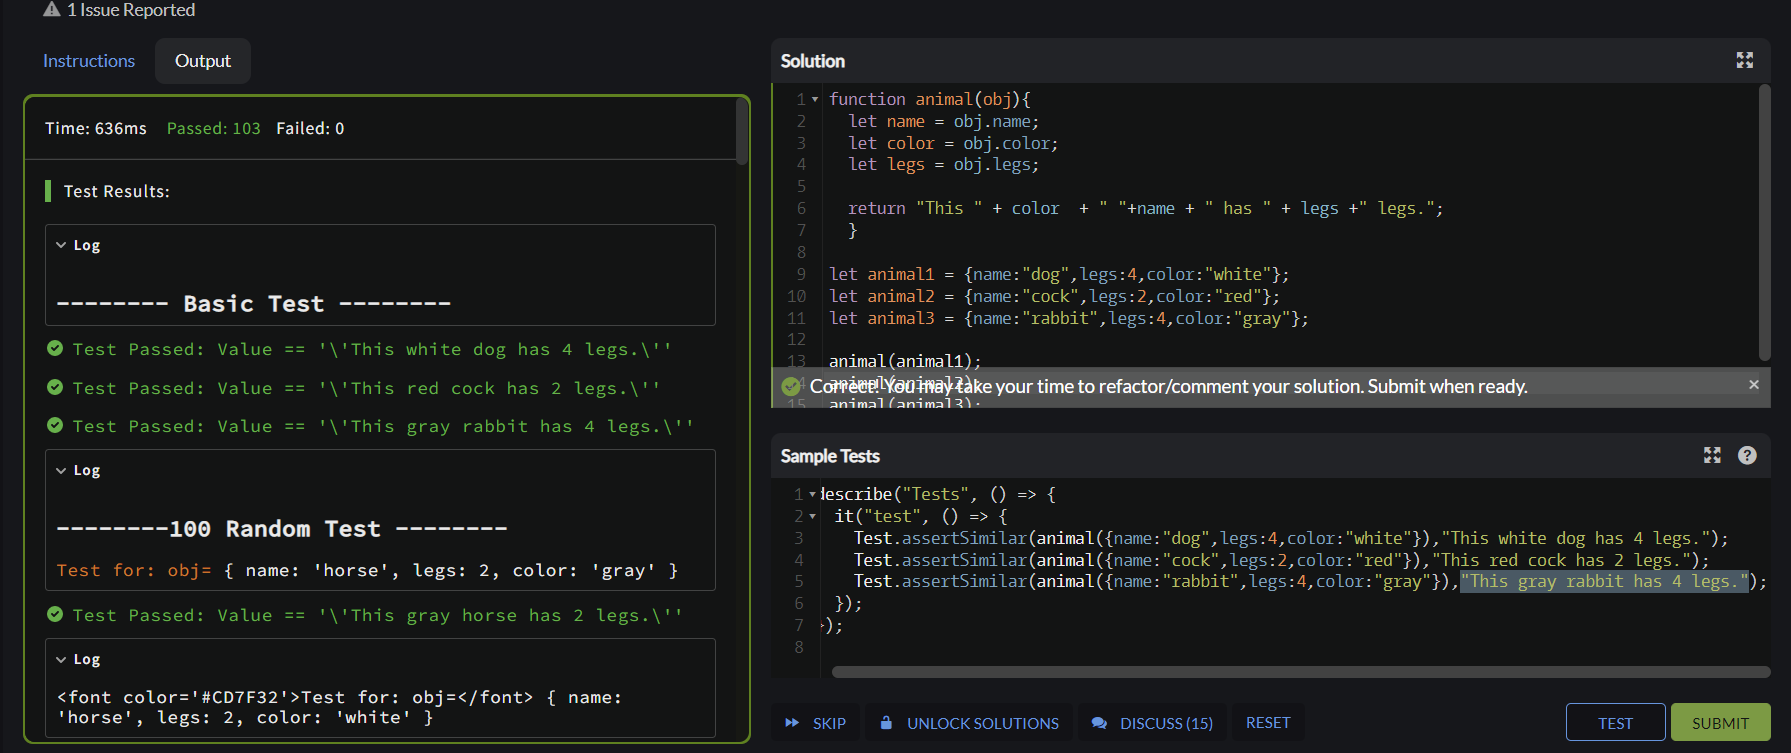 1 Issue Reported
Instructions
Output
Time: 636ms Passed: 103 Failed: 0
Test Results:
Log
-------- Basic Test --------
Test Passed: Value == '\'This white dog has 4 legs.\''
Test Passed: Value == '\'This red cock has 2 legs.\''
Test Passed: Value == '\'This gray rabbit has 4 legs.\''
Log
--------100 Random Test --------
Test for: obj= { name: 'horse', legs: 2, color: 'gray' }
Test Passed: Value == '\'This gray horse has 2 legs.\''
Log
<font color='#CD7F32'>Test for: obj=</font> { name:
'horse', legs: 2, color: 'white' }
Solution
1 function animal(obj){
2 let name = obj.name;
3 let color = obj.color;
4 let legs = obj.legs;
5
6 return "This " + color  + " "+name + " has " + legs +" legs.";
7 }
8
9 let animal1 = {name:"dog",legs:4,color:"white"};
10 let animal2 = {name:"cock",legs:2,color:"red"};
11 let animal3 = {name:"rabbit",legs:4,color:"gray"};
12
13 animal(animal1);
14 animal(animal2);
Correct! You may take your time to refactor/comment your solution. Submit when ready.
15 animal(animal3);
Sample Tests
1 describe("Tests", () => {
2 it("test", () => {
3 Test.assertSimilar(animal({name:"dog",legs:4,color:"white"}),"This white dog has 4 legs.");
4 Test.assertSimilar(animal({name:"cock",legs:2,color:"red"}),"This red cock has 2 legs.");
5 Test.assertSimilar(animal({name:"rabbit",legs:4,color:"gray"}),"This gray rabbit has 4 legs.");
6 });
7 });
8
SKIP
UNLOCK SOLUTIONS
DISCUSS (15)
RESET
TEST
SUBMIT